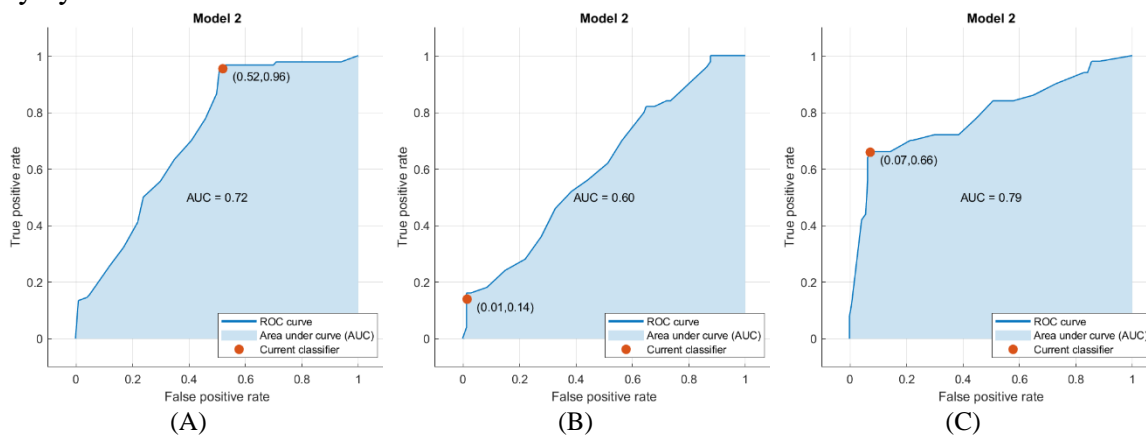 Model 2
1
0.8
0.6
0.4
0.2
0
True positive rate
(0.52,0.96)
AUC = 0.72
ROC curve
Area under curve (AUC)
Current classifier
0 0.2 0.4 0.6 0.8 1
False positive rate
(A)
Model 2
1
0.8
0.6
0.4
0.2
0
True positive rate
AUC = 0.60
(0.01,0.14)
ROC curve
Area under curve (AUC)
Current classifier
0 0.2 0.4 0.6 0.8 1
False positive rate
(B)
Model 2
1
0.8
0.6
0.4
0.2
0
True positive rate
(0.07,0.66)
AUC = 0.79
ROC curve
Area under curve (AUC)
Current classifier
0 0.2 0.4 0.6 0.8 1
False positive rate
(C)